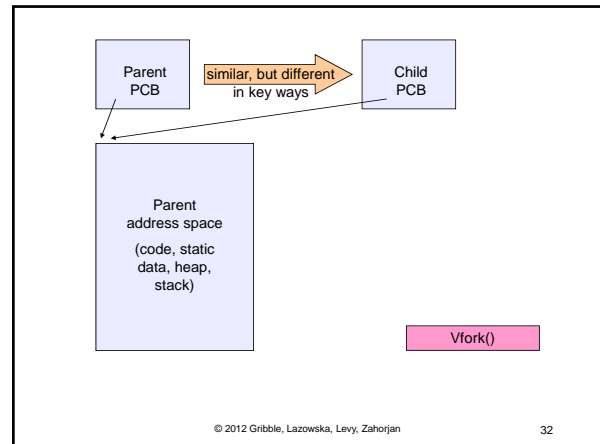 Parent
PCB
similar, but different
in key ways
Child
PCB
Parent
address space
(code, static
data, heap,
stack)
Vfork()
© 2012 Gribble, Lazowska, Levy, Zahorjan
32